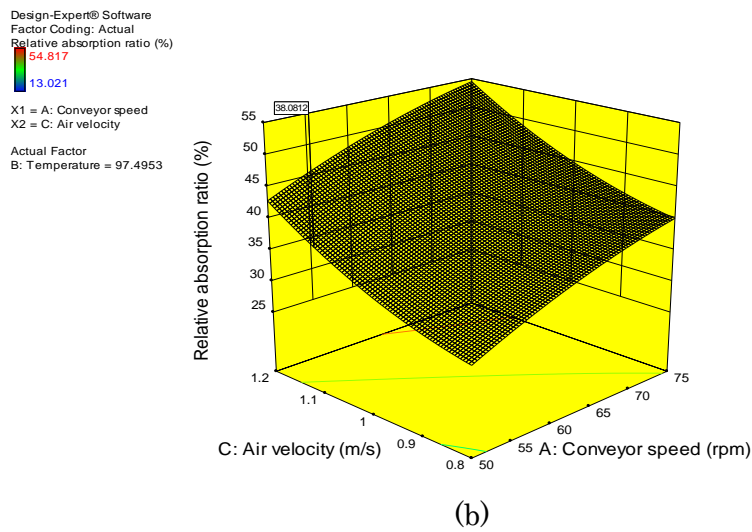 Design-Expert® Software
Factor Coding: Actual
Relative absorption ratio (%)
54.817
13.021
X1 = A: Conveyor speed
X2 = C: Air velocity
Actual Factor
B: Temperature = 97.4953
38.0812
55
50
45
40
35
30
25
Relative absorption ratio (%)
1.2
1.1
1
0.9
0.8
C: Air velocity (m/s)
50
55
60
65
70
75
A: Conveyor speed (rpm)
(b)